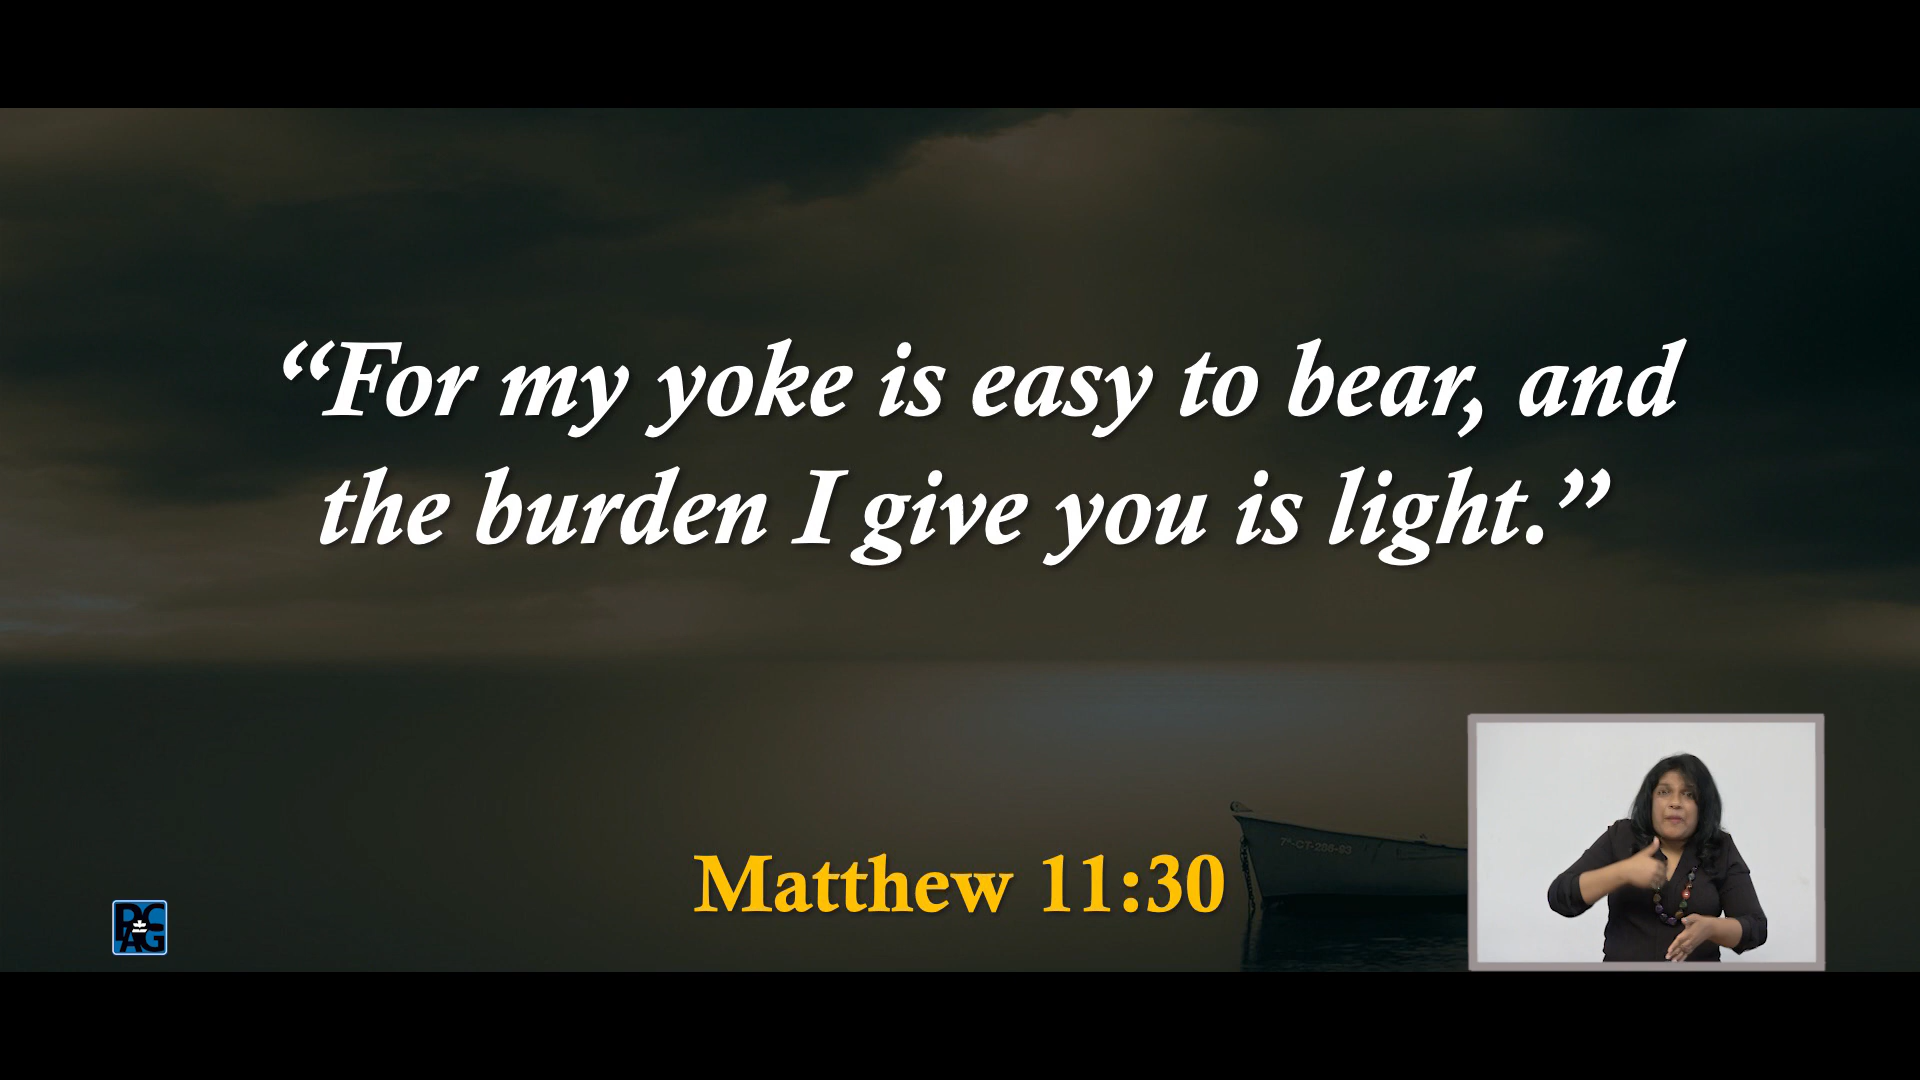 “For my yoke is easy to bear, and
the burden I give you is light.”
Matthew 11:30